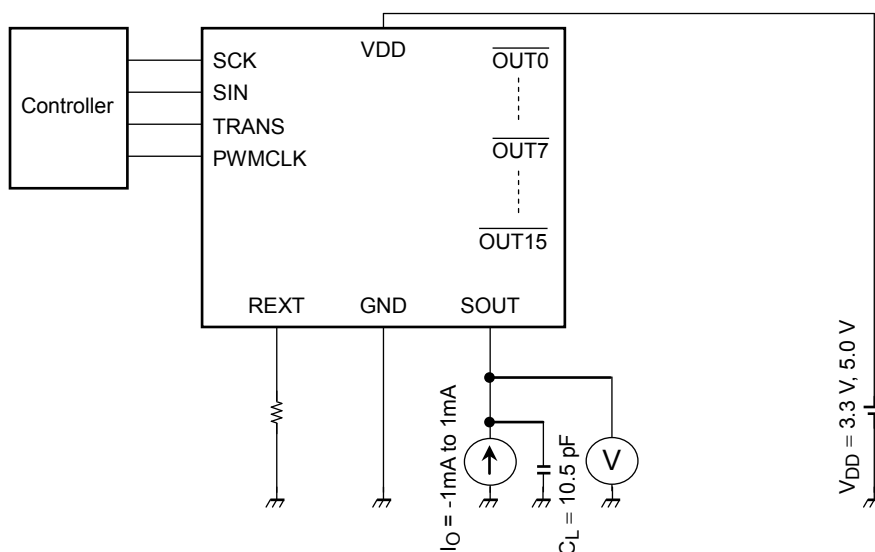 Controller
SCK
SIN
TRANS
PWMCLK
VDD
OUT0
OUT7
OUT15
REXT
GND
SOUT
IO = -1mA to 1mA
CL = 10.5 pF
V
VDD = 3.3 V, 5.0 V